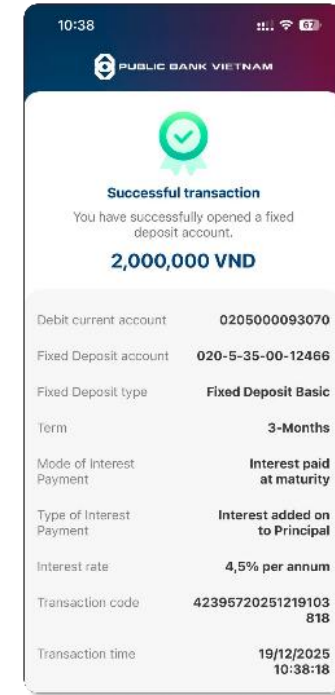 10:38
62
PUBLIC BANK VIETNAM
Successful transaction
You have successfully opened a fixed
deposit account.
2,000,000 VND
Debit current account 0205000093070
Fixed Deposit account 020-5-35-00-12466
Fixed Deposit type Fixed Deposit Basic
Term 3-Months
Mode of Interest Interest paid
Payment at maturity
Type of Interest Interest added on
Payment to Principal
Interest rate 4,5% per annum
Transaction code 42395720251219103
818
Transaction time 19/12/2025
10:38:18